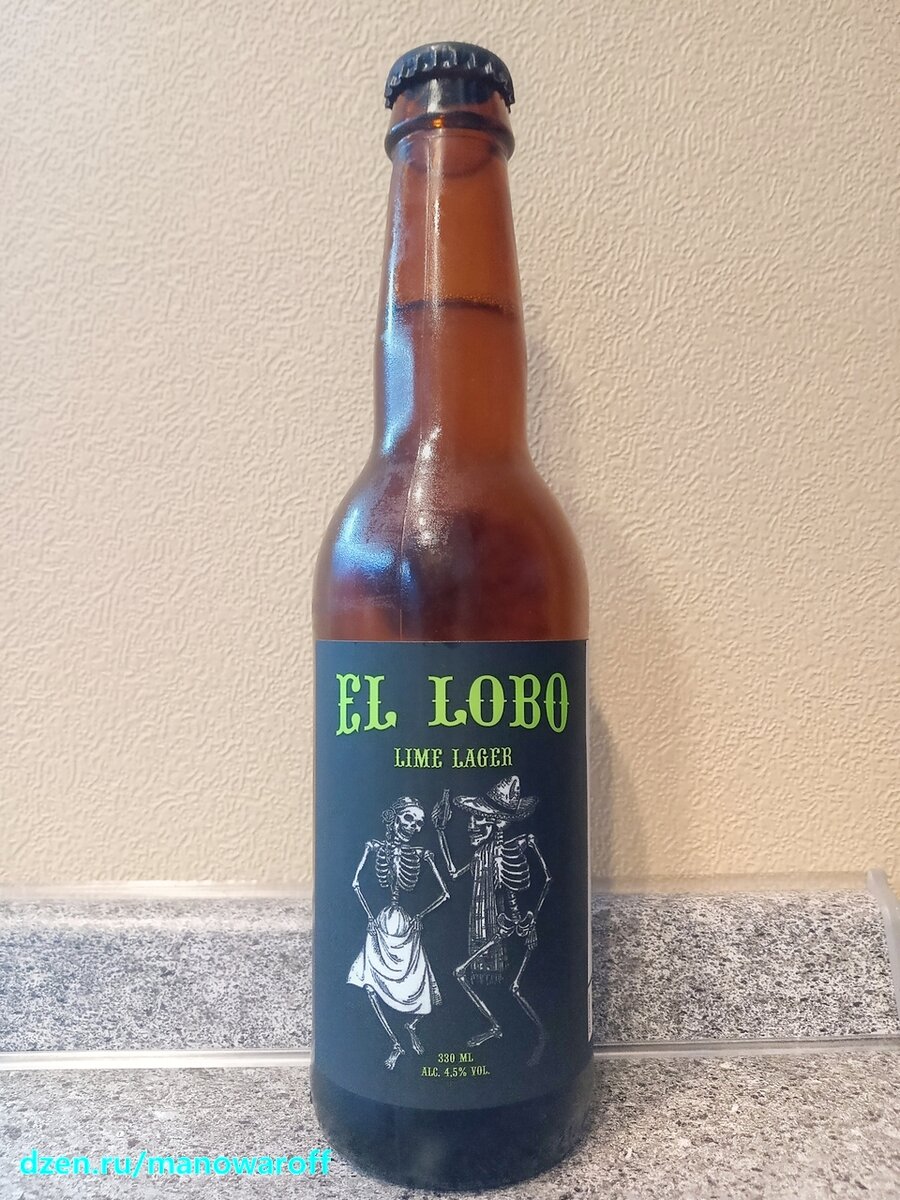 EL LOBO
LIME LAGER
330 ML
ALC. 4,5% VOL.
dzen.ru/manowaroff